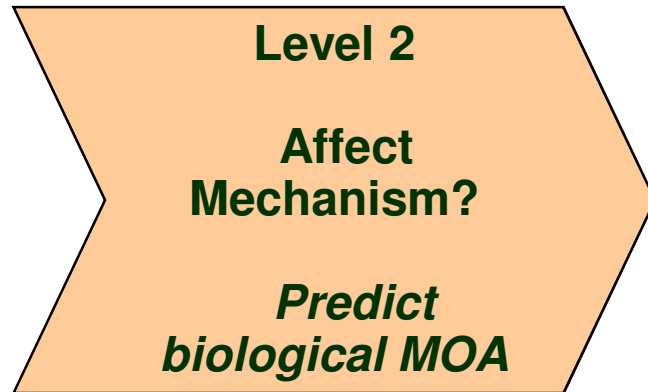 Level 2
Affect
Mechanism?
Predict
biological MOA